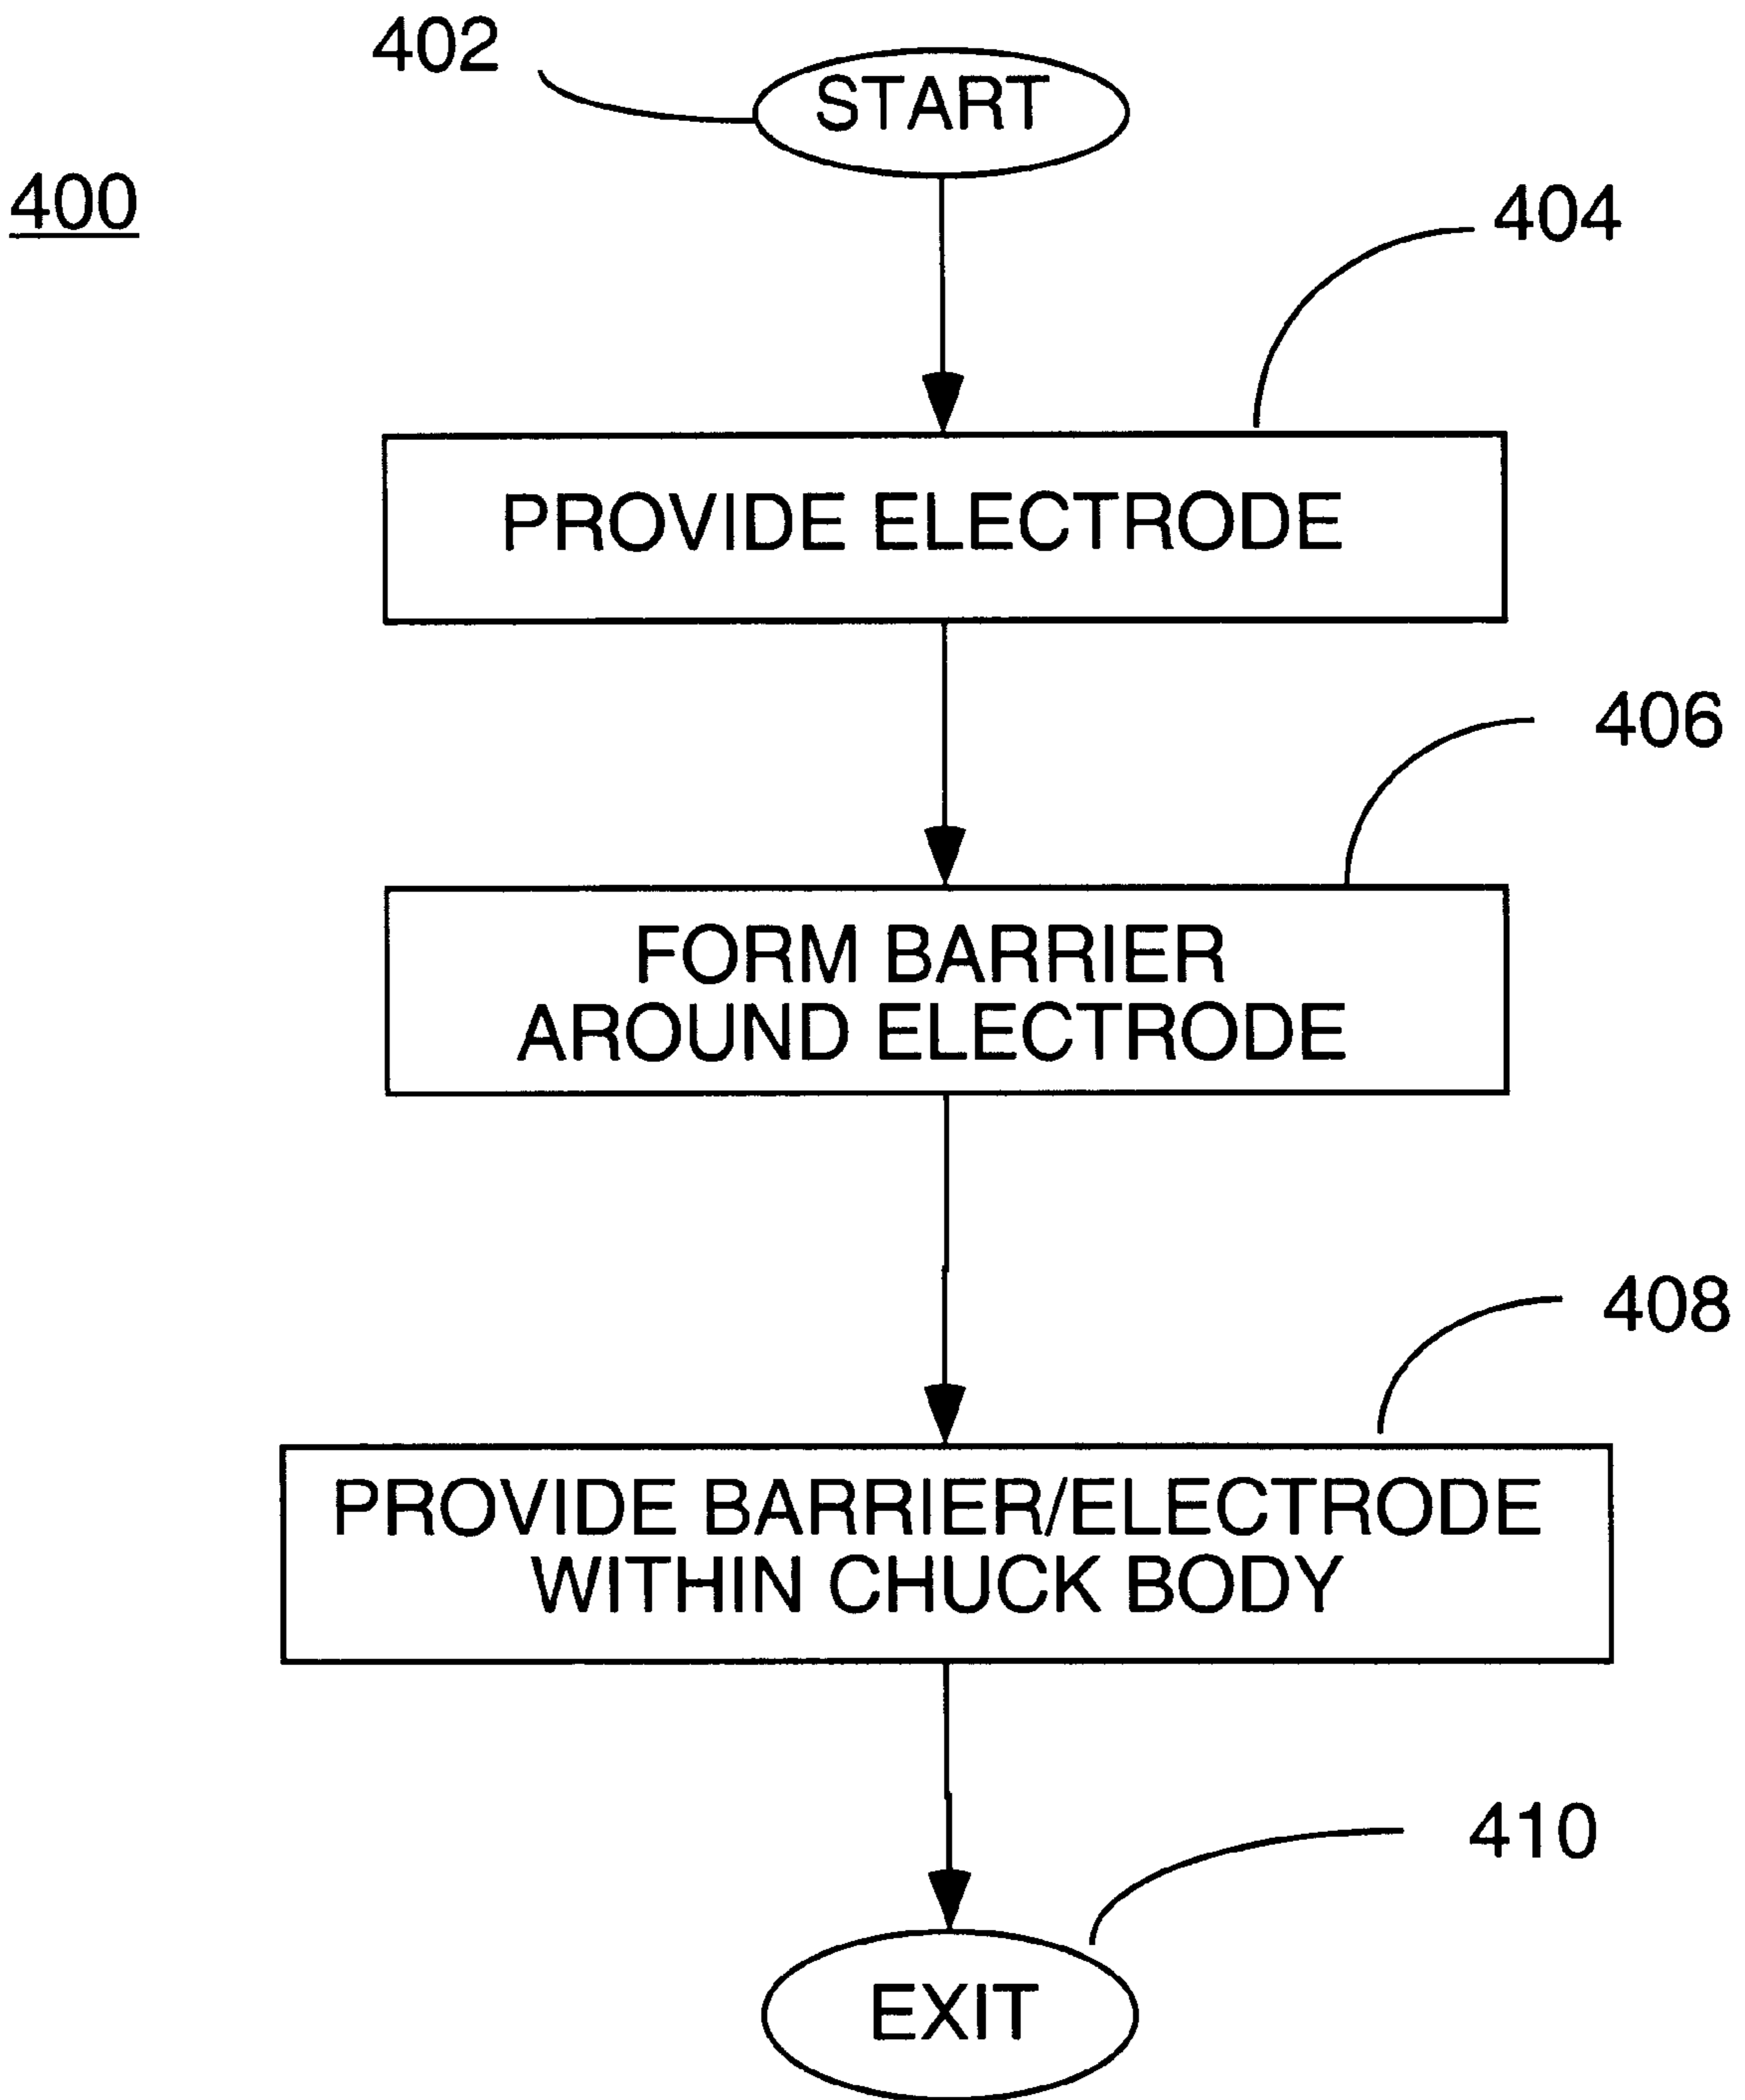 402
START
400
404
PROVIDE ELECTRODE
406
FORM BARRIER
AROUND ELECTRODE
408
PROVIDE BARRIER/ELECTRODE
WITHIN CHUCK BODY
410
EXIT